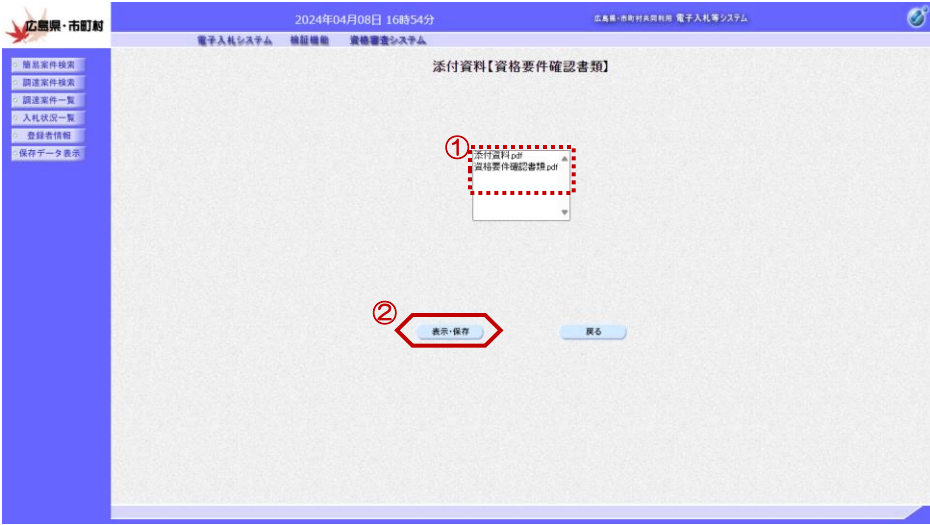 広島県・市町村
2024年04月08日 16時54分
広島県・市町村共同利用 電子入札等システム
電子入札システム 検証機能 資格審査システム
簡易案件検索
調達案件検索
調達案件一覧
入札状況一覧
登録者情報
保存データ表示
添付資料【資格要件確認書類】
①
添付資料.pdf
資格要件確認書類.pdf
②
表示・保存
戻る